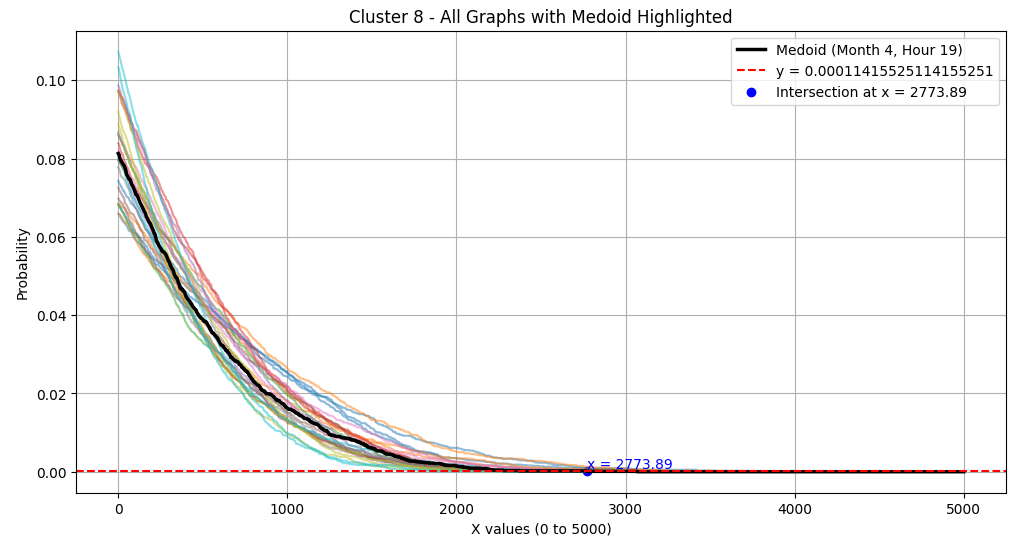 Cluster 8 - All Graphs with Medoid Highlighted
Medoid (Month 4, Hour 19)
y = 0.00011415525114155251
Intersection at x = 2773.89
Probability
0.10
0.08
0.06
0.04
0.02
0.00
x = 2773.89
0 1000 2000 3000 4000 5000
X values (0 to 5000)